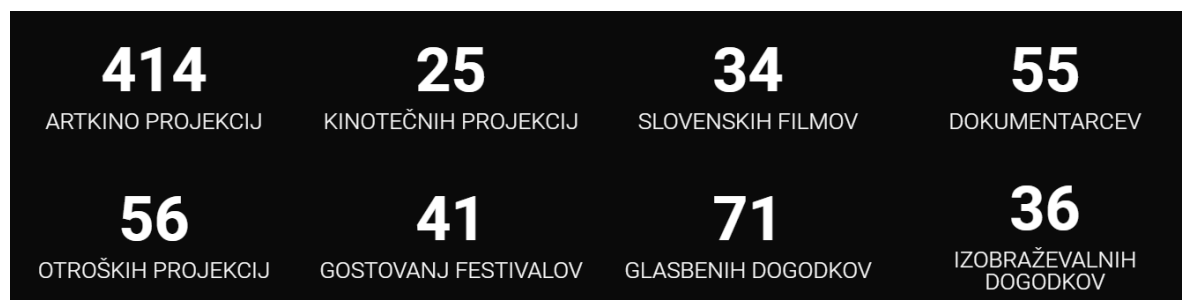 414
ARTKINO PROJEKCIJ
25
KINOTEČNIH PROJEKCIJ
34
SLOVENSKIH FILMOV
55
DOKUMENTARCEV
56
OTROŠKIH PROJEKCIJ
41
GOSTOVANJ FESTIVALOV
71
GLASBENIH DOGODKOV
36
IZOBRAŽEVALNIH
DOGODKOV